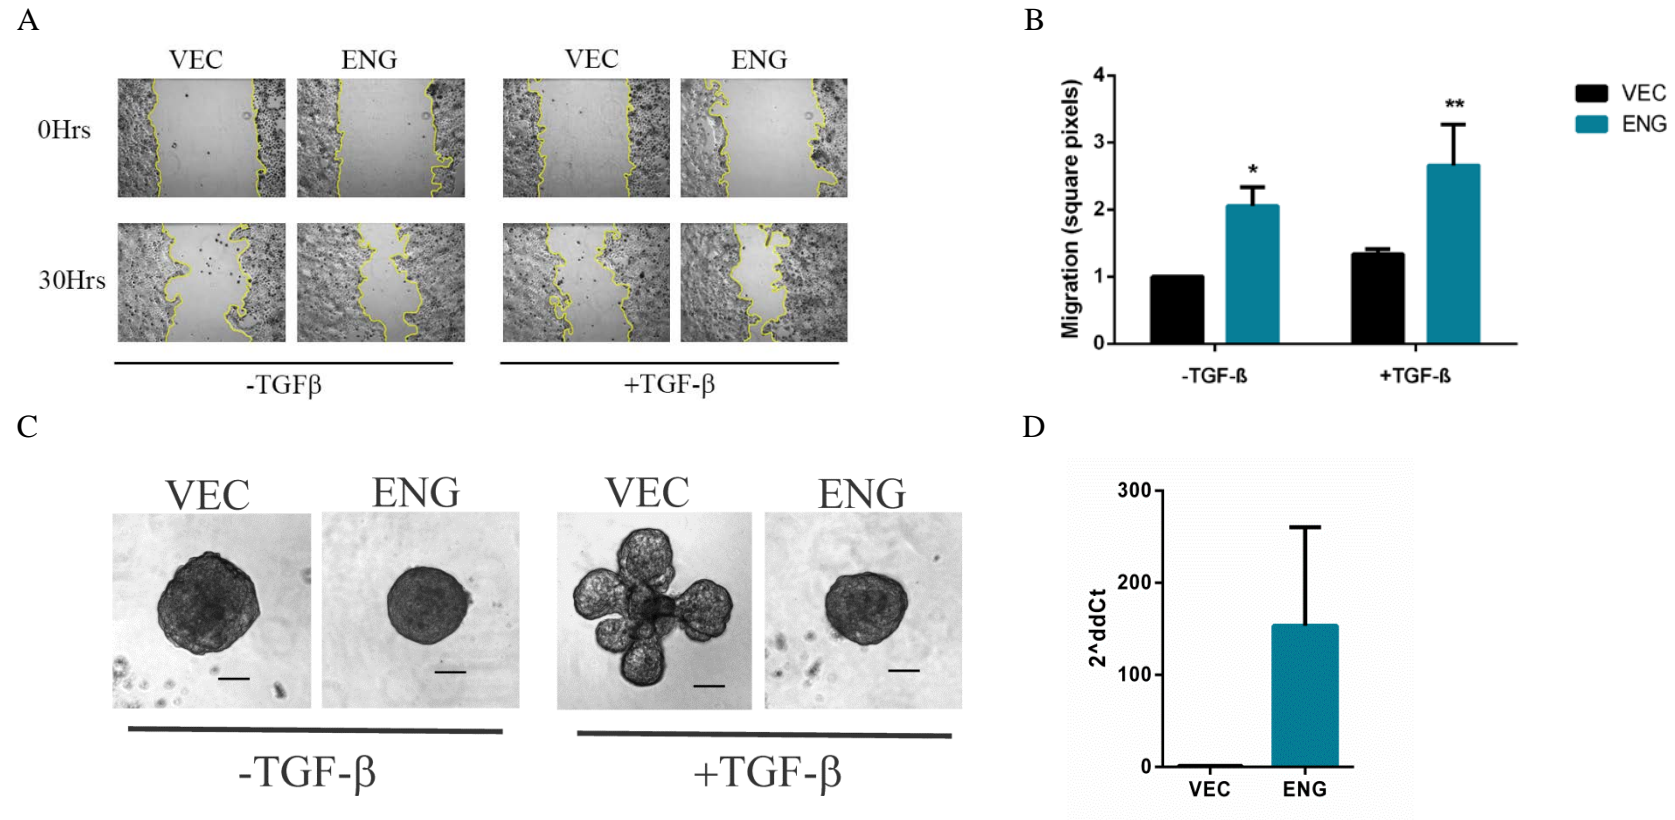 A
VEC ENG VEC ENG
0Hrs
30Hrs
-TGFβ +TGF-β
B
Migration (square pixels)
4
3
2
1
0
* **
-TGF-ß +TGF-ß
VEC
ENG
C
VEC ENG VEC ENG
-TGF-β +TGF-β
D
2^ddCt
300
200
100
0
VEC ENG